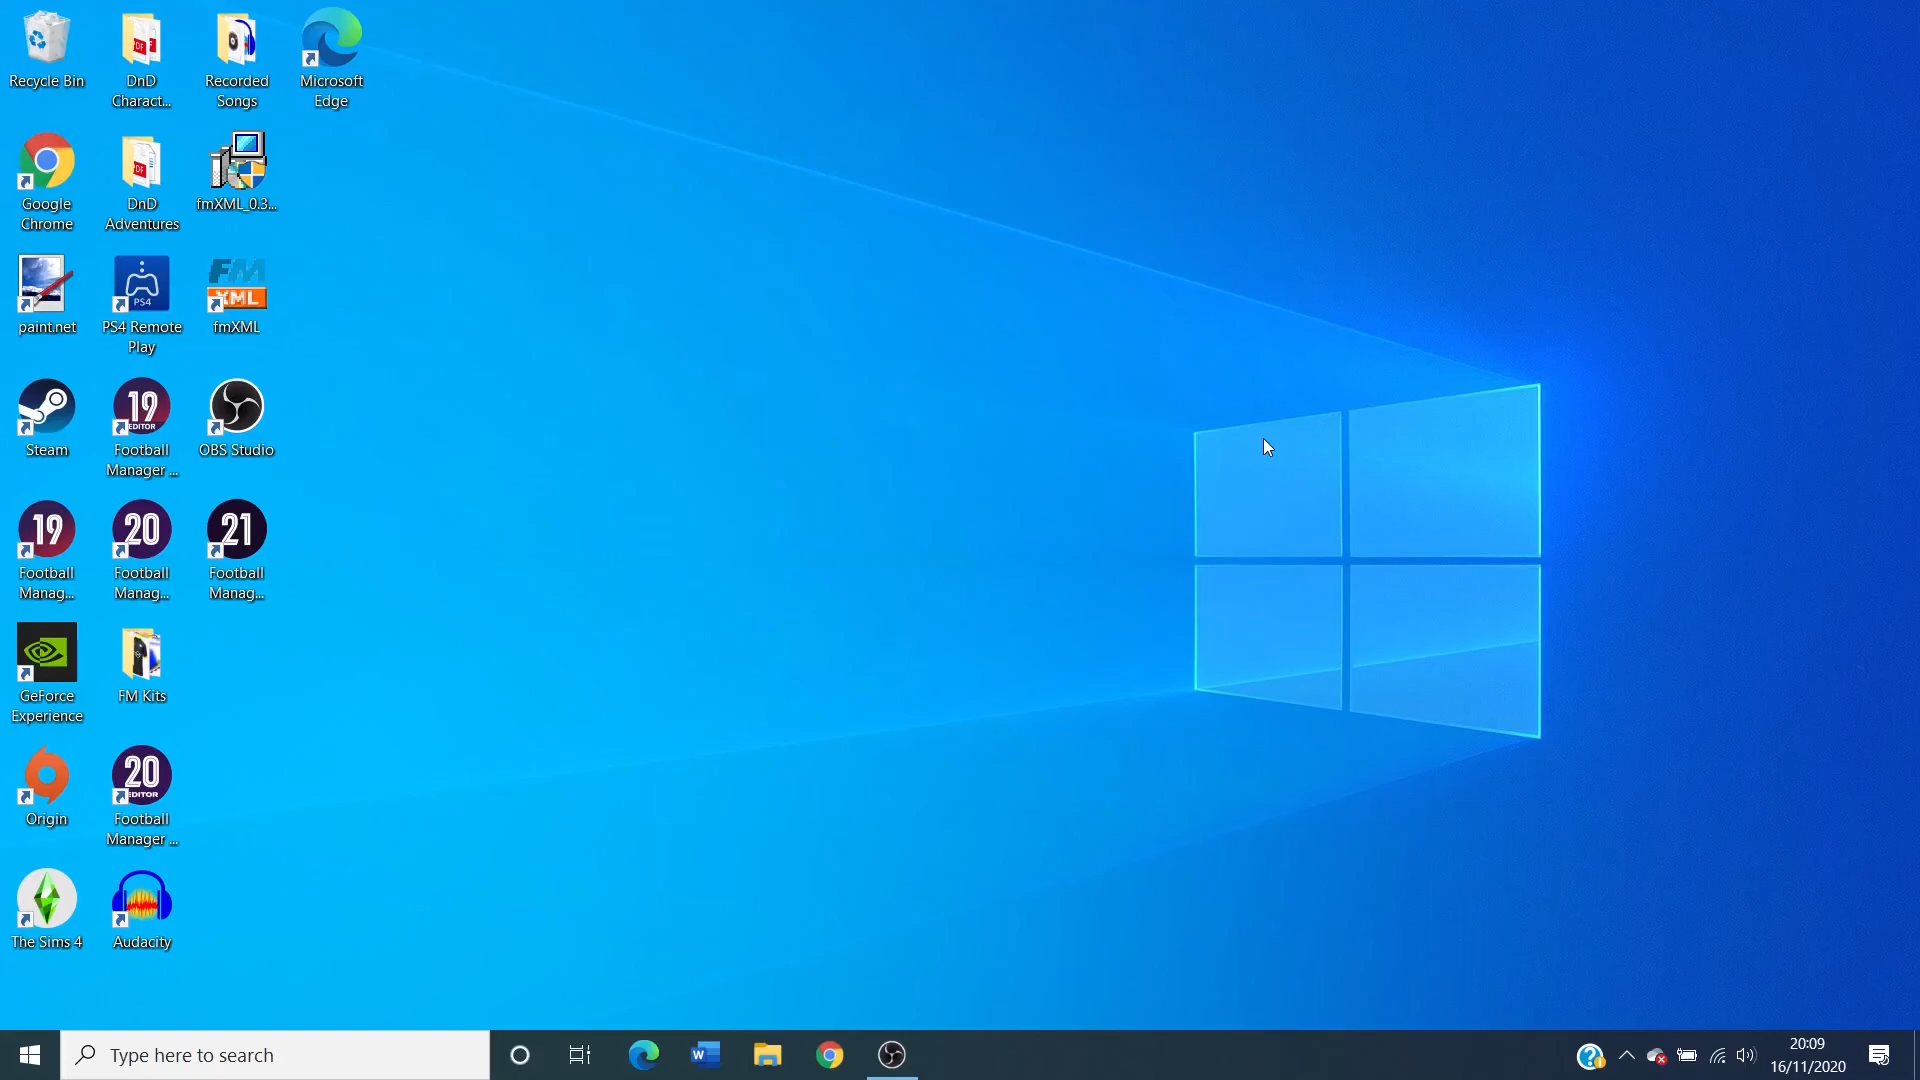 Recycle Bin
DnD
Charact...
Recorded
Songs
Microsoft
Edge
Google
Chrome
DnD
Adventures
fmXML_0.3...
paint.net
PS4
PS4 Remote
Play
FM
XML
fmXML
Steam
19
EDITOR
Football
Manager ...
OBS Studio
19
Football
Manag...
20
Football
Manag...
21
Football
Manag...
GeForce
Experience
FM Kits
Origin
20
EDITOR
Football
Manager ...
The Sims 4
Audacity
Type here to search
20:09
16/11/2020